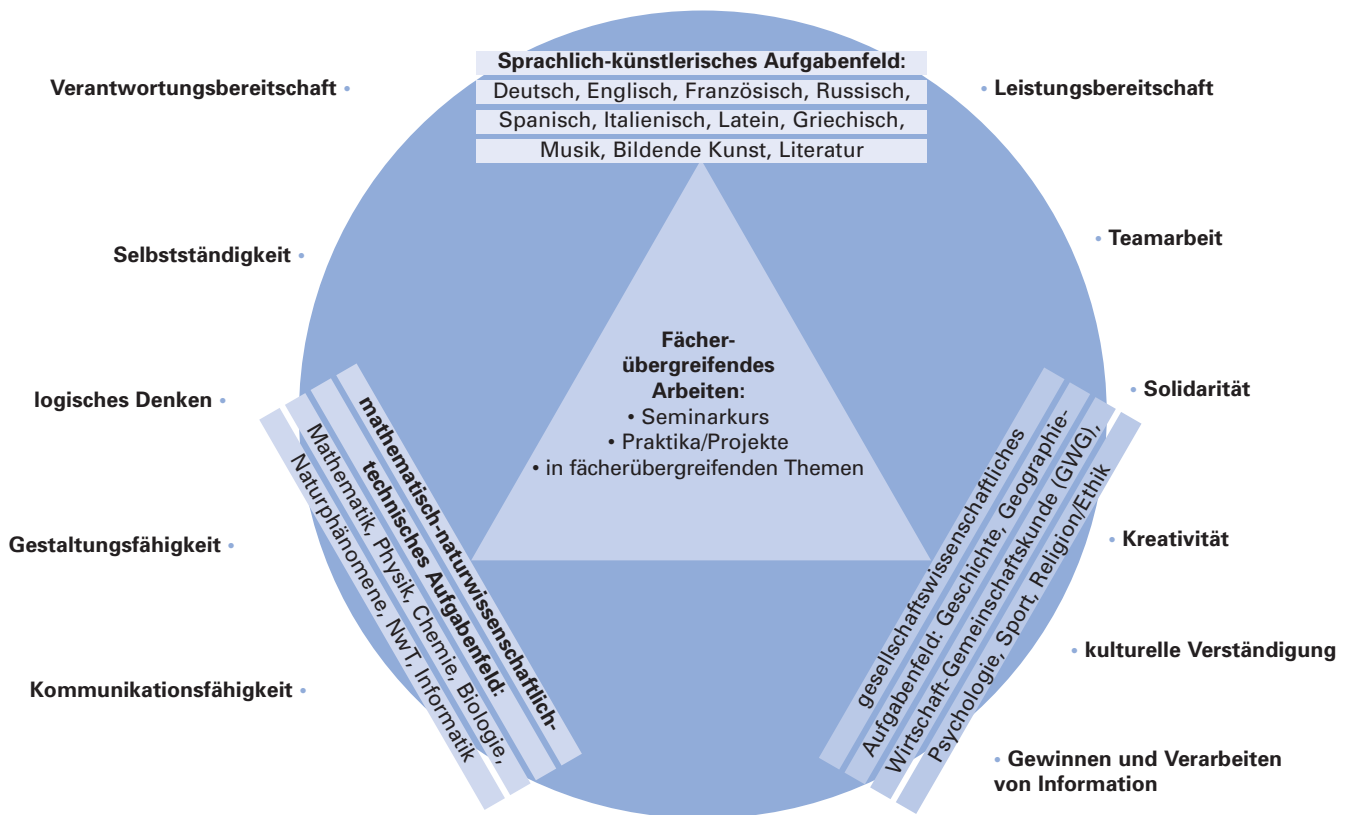 Sprachlich-künstlerisches Aufgabenfeld:
Deutsch, Englisch, Französisch, Russisch,
Spanisch, Italienisch, Latein, Griechisch,
Musik, Bildende Kunst, Literatur
Verantwortungsbereitschaft •
Selbstständigkeit •
logisches Denken •
Gestaltungsfähigkeit •
Kommunikationsfähigkeit •
• Leistungsbereitschaft
• Teamarbeit
• Solidarität
• Kreativität
• kulturelle Verständigung
• Gewinnen und Verarbeiten
von Information
Fächer-
übergreifendes
Arbeiten:
• Seminarkurs
• Praktika/Projekte
• in fächerübergreifenden Themen
mathematisch-naturwissenschaftlich-
technisches Aufgabenfeld:
Mathematik, Physik, Chemie, Biologie,
Naturphänomene, NwT, Informatik
gesellschaftswissenschaftliches
Aufgabenfeld: Geschichte, Geographie-
Wirtschaft-Gemeinschaftskunde (GWG),
Psychologie, Sport, Religion/Ethik